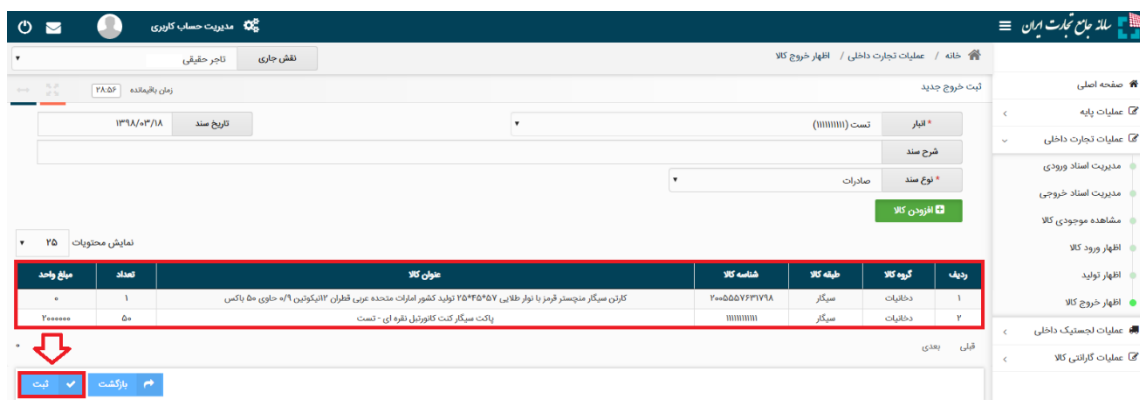 سامانه جامع تجارت ایران
مدیریت حساب کاربری
خانه / عملیات تجارت داخلی / اظهار خروج کالا
نقش جاری
تاجر حقیقی
صفحه اصلی
عملیات پایه
عملیات تجارت داخلی
مدیریت اسناد ورودی
مدیریت اسناد خروجی
مشاهده موجودی کالا
اظهار ورود کالا
اظهار تولید
اظهار خروج کالا
عملیات لجستیک داخلی
عملیات گارانتی کالا
ثبت خروج جدید
زمان باقیمانده ۲۸:۵۶
* انبار تست (۱۱۱۱۱۱۱۱۱۱) تاریخ سند ۱۳۹۸/۰۳/۱۸
شرح سند
* نوع سند صادرات
افزودن کالا
نمایش محتویات ۲۵
ردیف گروه کالا طبقه کالا شناسه کالا عنوان کالا تعداد مبلغ واحد
۱ دخانیات سیگار ۲۰۰۵۵۵۷۶۳۱۷۹۸ کارتن سیگار منچستر قرمز با نوار طلایی ۵۷*۴۵*۲۵ تولید کشور امارات متحده عربی قطران ۱۲نیکوتین ۰/۹ حاوی ۵۰ باکس ۱ ۰
۲ دخانیات سیگار ۱۱۱۱۱۱۱۱۱۱۱ پاکت سیگار کنت کانورتبل نقره ای - تست ۵۰ ۲۰۰۰۰۰۰
قبلی بعدی
بازگشت
ثبت